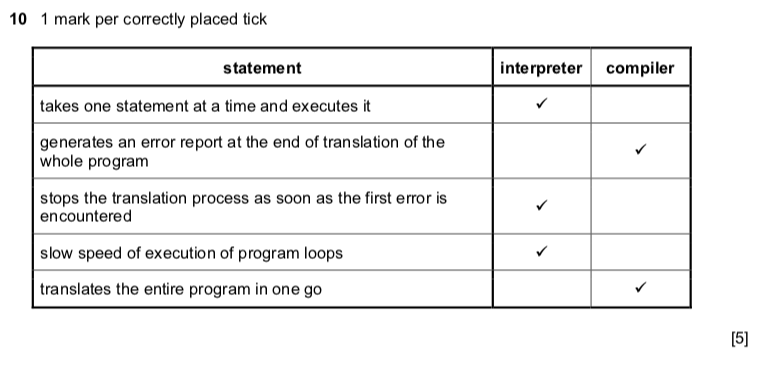 10 1 mark per correctly placed tick
statement interpreter compiler
takes one statement at a time and executes it ✓
generates an error report at the end of translation of the
whole program ✓
stops the translation process as soon as the first error is
encountered ✓
slow speed of execution of program loops ✓
translates the entire program in one go ✓
[5]